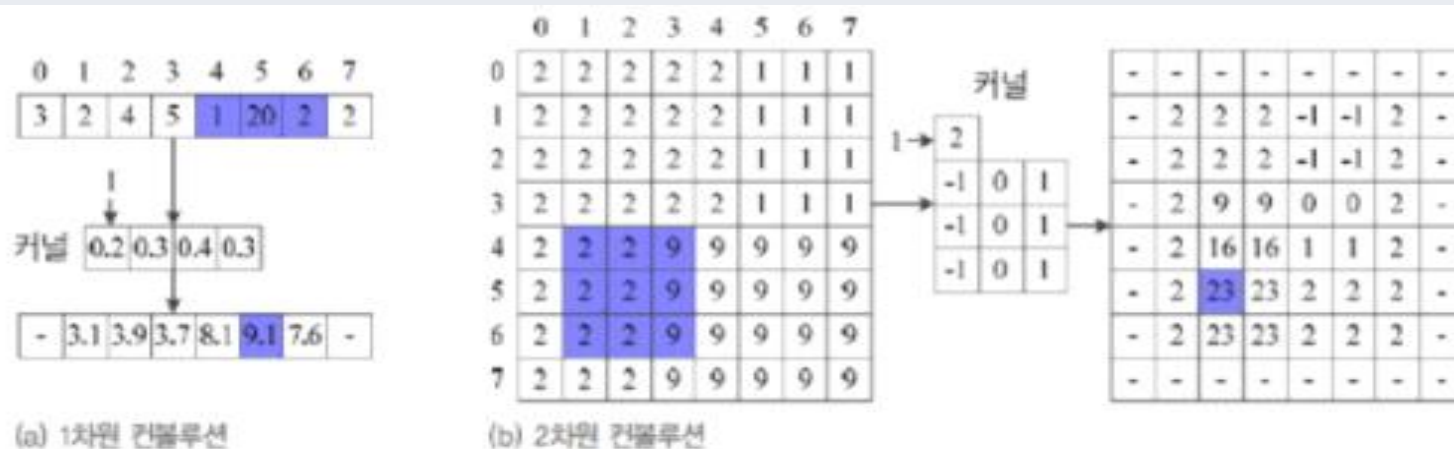 0 1 2 3 4 5 6 7
3 2 4 5 1 20 2 2
1
커널 0.2 0.3 0.4 0.3
- 3.1 3.9 3.7 8.1 9.1 7.6 -
(a) 1차원 컨볼루션
0 1 2 3 4 5 6 7
0 2 2 2 2 2 1 1 1
1 2 2 2 2 2 1 1 1
2 2 2 2 2 2 1 1 1
3 2 2 2 2 2 1 1 1
4 2 2 2 9 9 9 9 9
5 2 2 2 9 9 9 9 9
6 2 2 2 9 9 9 9 9
7 2 2 2 9 9 9 9 9
커널
1 2
-1 0 1
-1 0 1
-1 0 1
- - - - - - - -
- 2 2 2 -1 -1 2 -
- 2 2 2 -1 -1 2 -
- 2 9 9 0 0 2 -
- 2 16 16 1 1 2 -
- 2 23 23 2 2 2 -
- 2 23 23 2 2 2 -
- - - - - - - -
(b) 2차원 컨볼루션